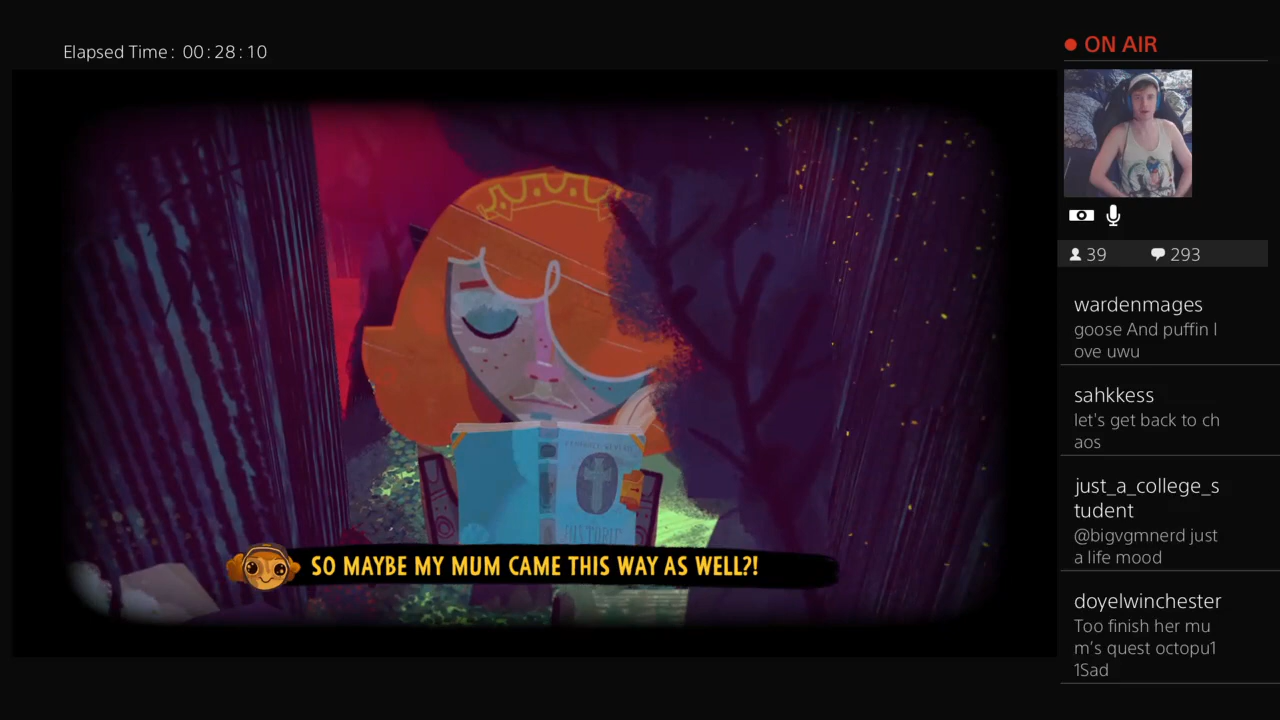 Elapsed Time: 00:28:10
ON AIR
39 293
wardenmages
goose And puffin l
ove uwu
sahkkess
let's get back to ch
aos
just_a_college_s
tudent
@bigvgmnerd just
a life mood
doyelwinchester
Too finish her mu
m's quest octopu1
1Sad
SO MAYBE MY MUM CAME THIS WAY AS WELL?!